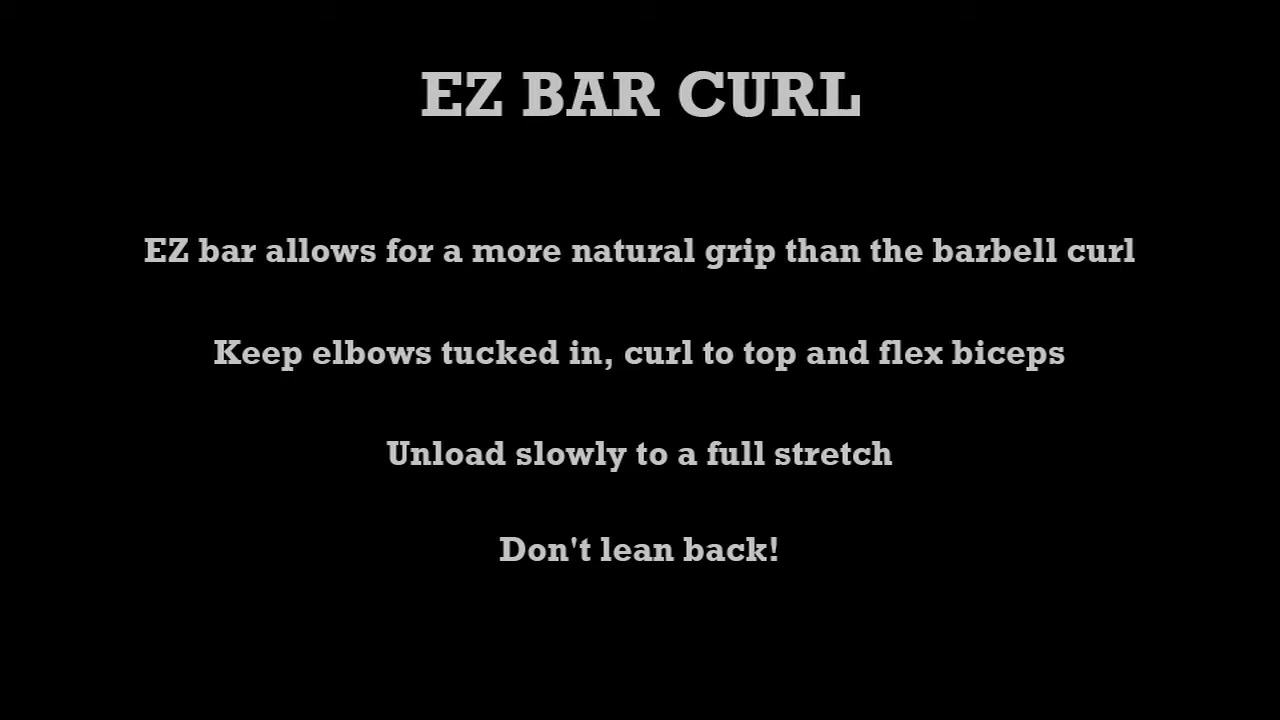 EZ BAR CURL
EZ bar allows for a more natural grip than the barbell curl
Keep elbows tucked in, curl to top and flex biceps
Unload slowly to a full stretch
Don't lean back!